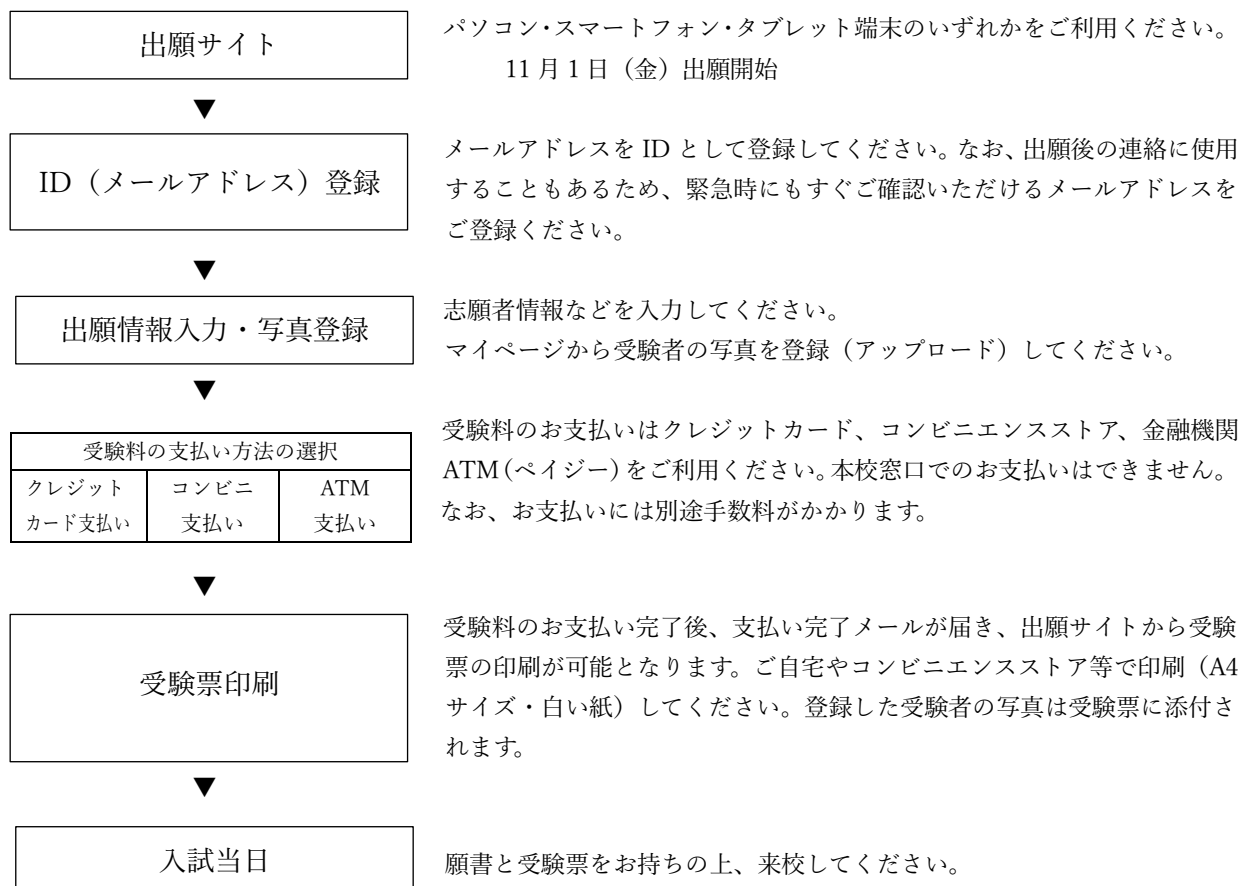 出願サイト
パソコン・スマートフォン・タブレット端末のいずれかをご利用ください。
11月1日（金）出願開始
▼
ID（メールアドレス）登録
メールアドレスを ID として登録してください。なお、出願後の連絡に使用
することもあるため、緊急時にもすぐご確認いただけるメールアドレスを
ご登録ください。
▼
出願情報入力・写真登録
志願者情報などを入力してください。
マイページから受験者の写真を登録（アップロード）してください。
▼
受験料の支払い方法の選択
クレジット
カード支払い
コンビニ
支払い
ATM
支払い
受験料のお支払いはクレジットカード、コンビニエンスストア、金融機関
ATM（ペイジー）をご利用ください。本校窓口でのお支払いはできません。
なお、お支払いには別途手数料がかかります。
▼
受験票印刷
受験料のお支払い完了後、支払い完了メールが届き、出願サイトから受験
票の印刷が可能となります。ご自宅やコンビニエンスストア等で印刷（A4
サイズ・白い紙）してください。登録した受験者の写真は受験票に添付さ
れます。
▼
入試当日
願書と受験票をお持ちの上、来校してください。